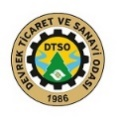 DEVREK TİCARET VE SANAYİ ODASI
DTSO
1986